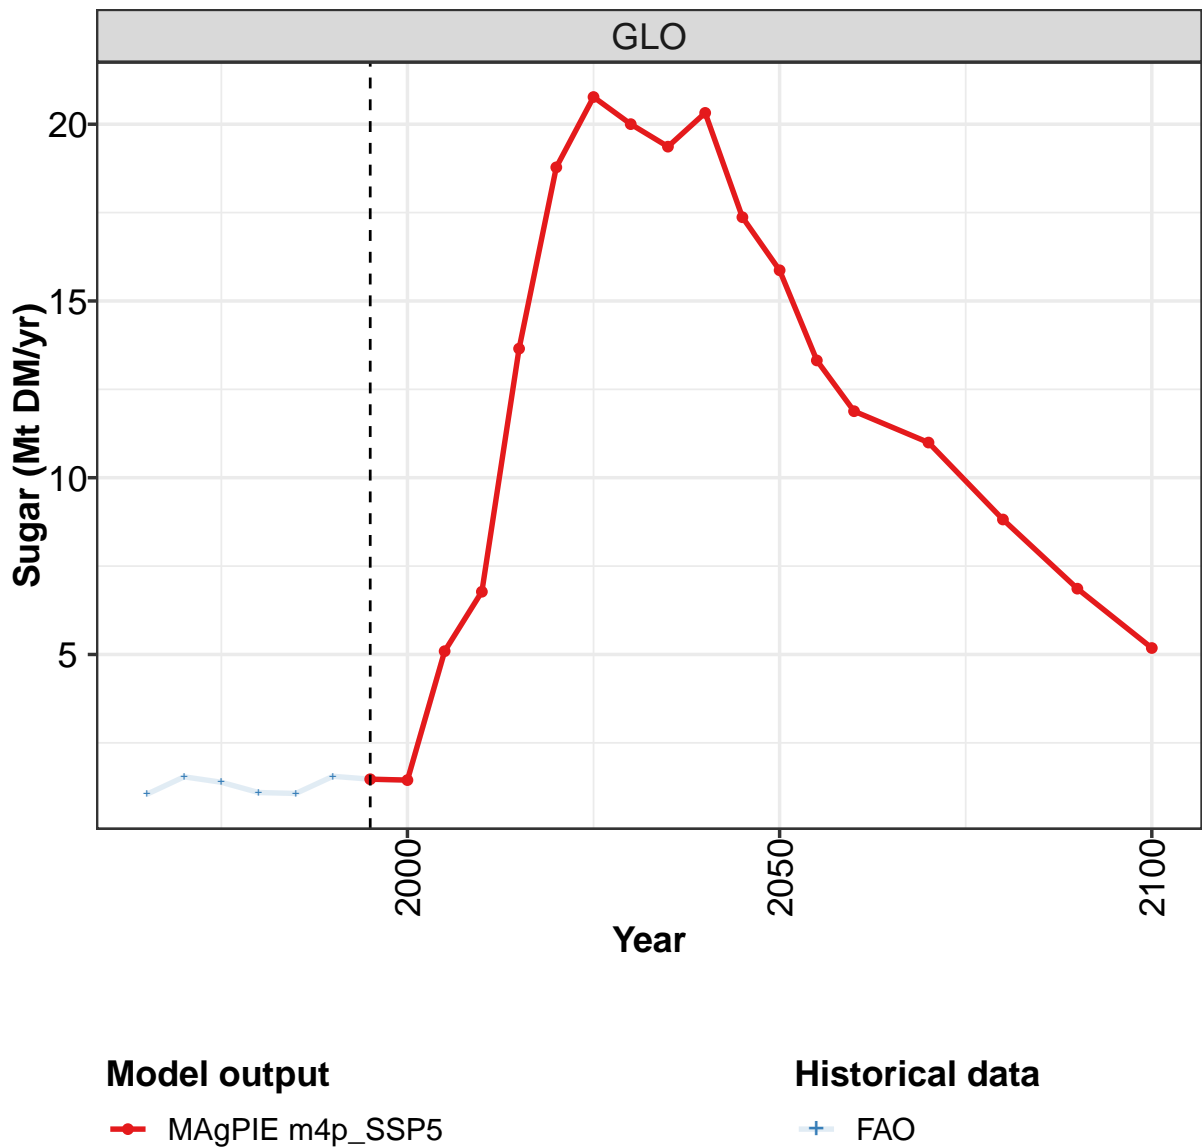 GLO
Sugar (Mt DM/yr)
20
15
10
5
2000
2050
2100
Year
Model output
Historical data
MAgPIE m4p_SSP5
FAO